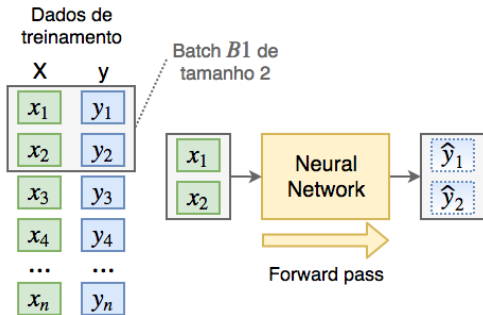 Dados de
treinamento
X y
Batch B1 de
tamanho 2
x₁ y₁
x₂ y₂
x₃ y₃
x₄ y₄
... ...
xₙ yₙ
x₁
x₂
Neural
Network
ŷ₁
ŷ₂
Forward pass